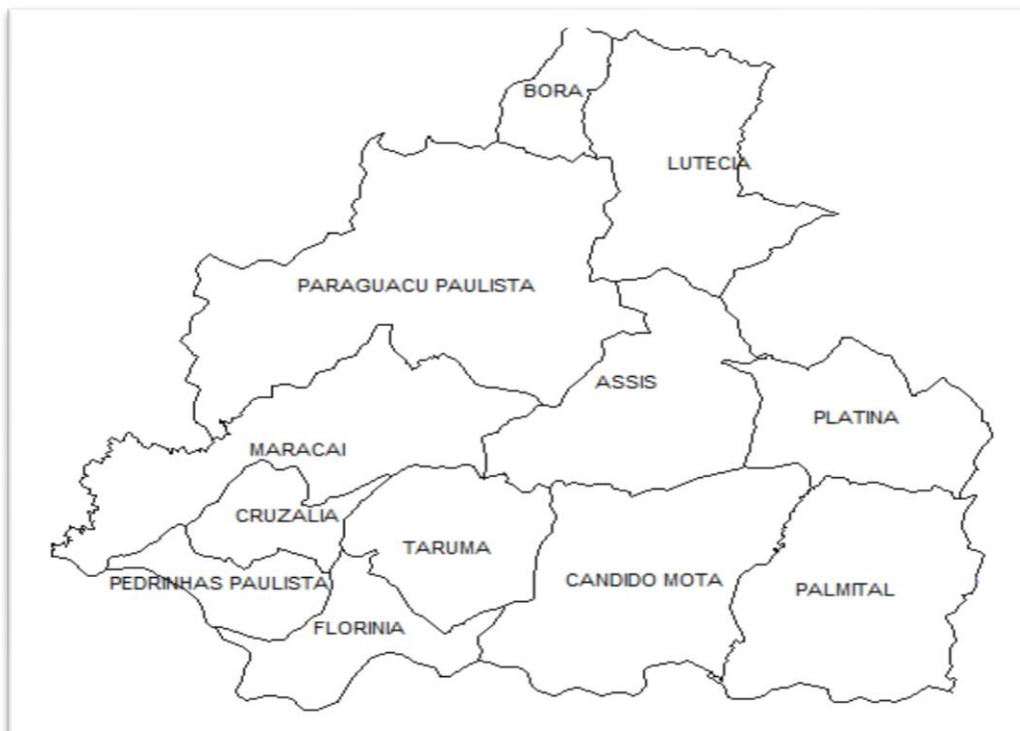 BORA
LUTECIA
PARAGUACU PAULISTA
ASSIS
PLATINA
MARACAI
CRUZALIA
TARUMA
CANDIDO MOTA
PALMITAL
PEDRINHAS PAULISTA
FLORINIA